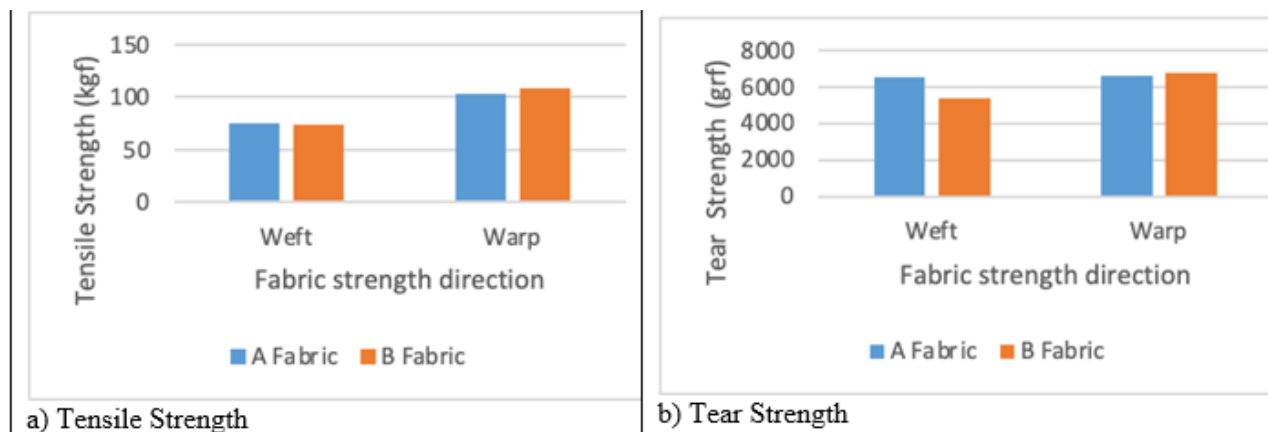 Tensile Strength (kgf)
150
100
50
0
Weft Warp
Fabric strength direction
A Fabric B Fabric
a) Tensile Strength
Tear Strength (grf)
8000
6000
4000
2000
0
Weft Warp
Fabric strength direction
A Fabric B Fabric
b) Tear Strength